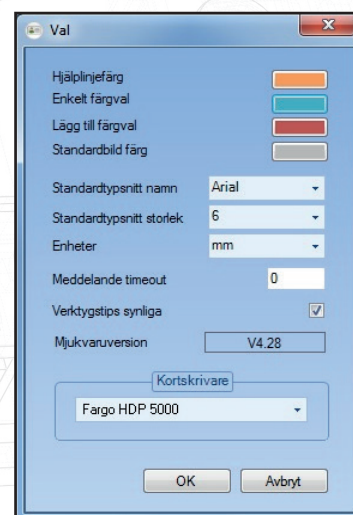 Val
Hjälplinjefärg
Enkelt färgval
Lägg till färgval
Standardbild färg
Standardtypsnitt namn Arial
Standardtypsnitt storlek 6
Enheter mm
Meddelande timeout 0
Verktygstips synliga
Mjukvaruversion V4.28
Kortskrivare
Fargo HDP 5000
OK Avbryt